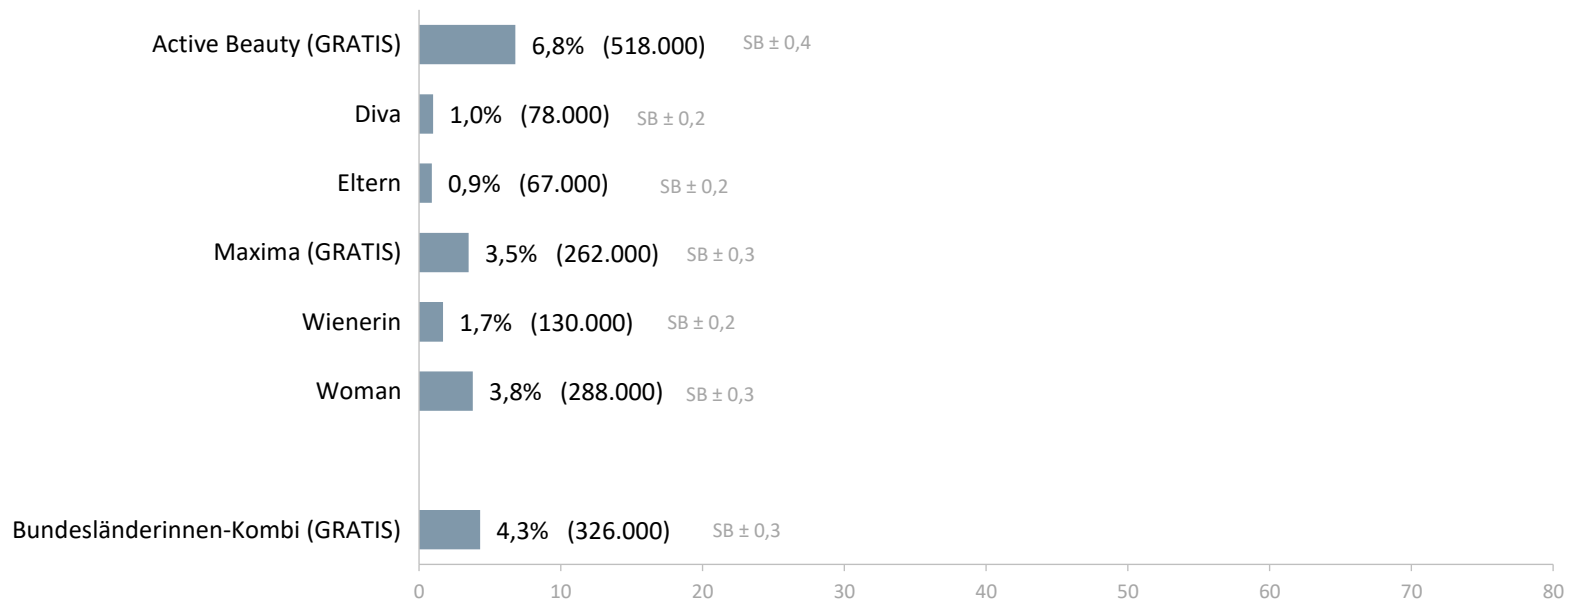 Active Beauty (GRATIS) 6,8% (518.000) SB ± 0,4
Diva 1,0% (78.000) SB ± 0,2
Eltern 0,9% (67.000) SB ± 0,2
Maxima (GRATIS) 3,5% (262.000) SB ± 0,3
Wienerin 1,7% (130.000) SB ± 0,2
Woman 3,8% (288.000) SB ± 0,3
Bundesländerinnen-Kombi (GRATIS) 4,3% (326.000) SB ± 0,3
0 10 20 30 40 50 60 70 80